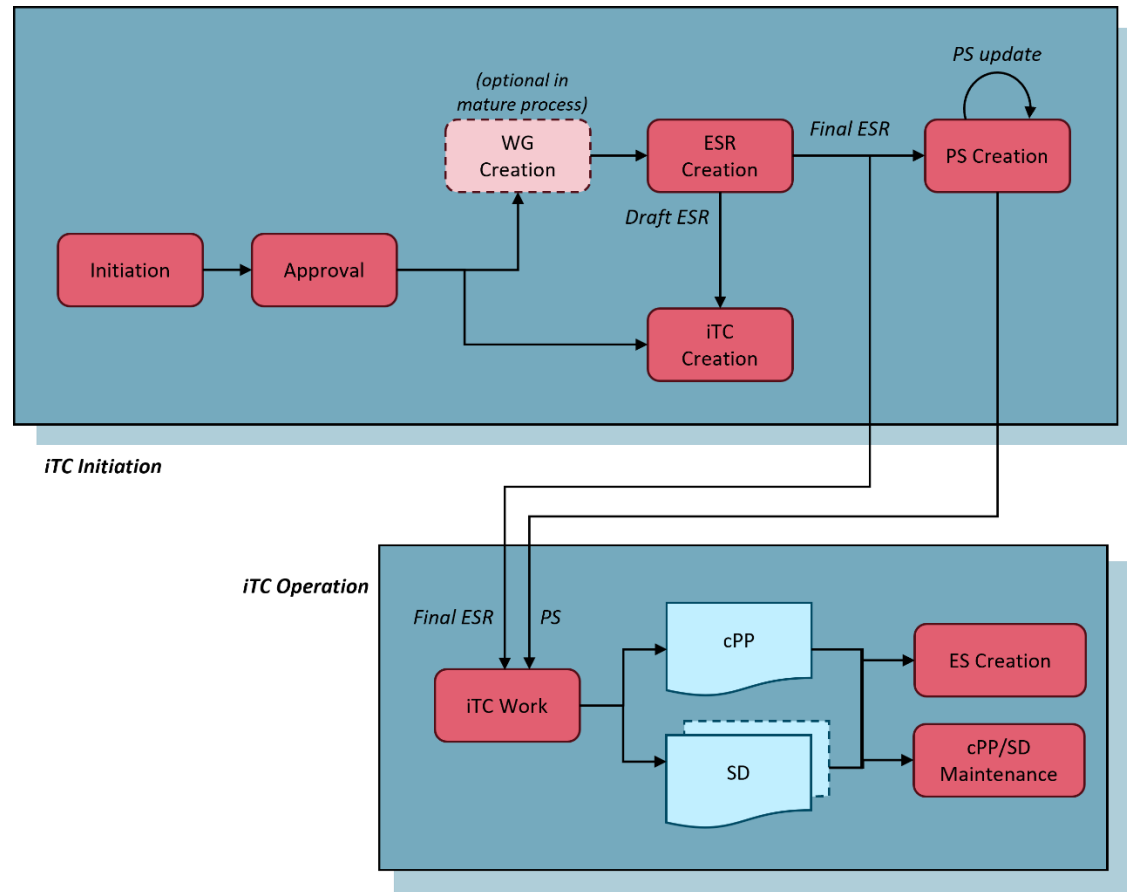 PS update
(optional in
mature process)
WG
Creation
ESR
Creation
Final ESR
PS Creation
Draft ESR
Initiation
Approval
iTC
Creation
iTC Initiation
iTC Operation
Final ESR
PS
cPP
ES Creation
iTC Work
SD
cPP/SD
Maintenance